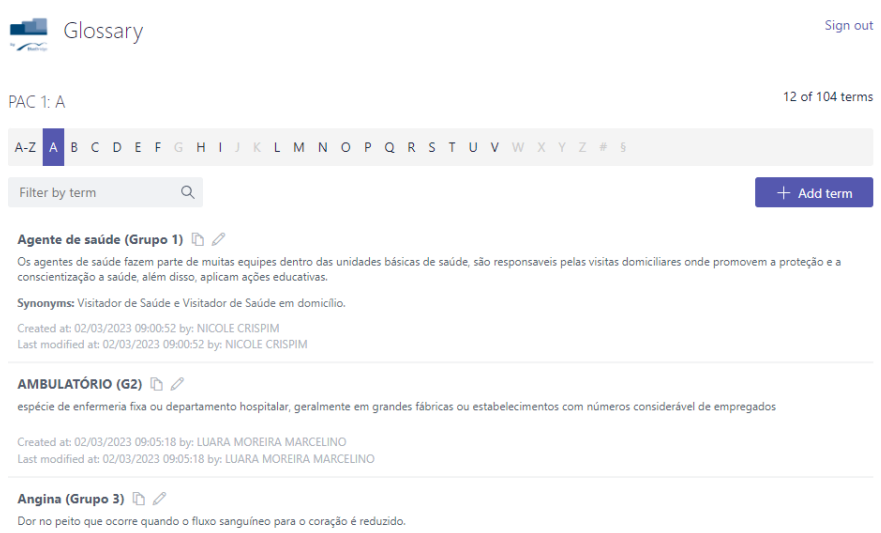 Glossary
Sign out
PAC 1: A
12 of 104 terms
A-Z A B C D E F G H I J K L M N O P Q R S T U V W X Y Z # §
Filter by term
+ Add term
Agente de saúde (Grupo 1)
Os agentes de saúde fazem parte de muitas equipes dentro das unidades básicas de saúde, são responsaveis pelas visitas domiciliares onde promovem a proteção e a
conscientização a saúde, além disso, aplicam ações educativas.
Synonyms: Visitador de Saúde e Visitador de Saúde em domicílio.
Created at: 02/03/2023 09:00:52 by: NICOLE CRISPIM
Last modified at: 02/03/2023 09:00:52 by: NICOLE CRISPIM
AMBULATÓRIO (G2)
espécie de enfermeria fixa ou departamento hospitalar, geralmente em grandes fábricas ou estabelecimentos com números considerável de empregados
Created at: 02/03/2023 09:05:18 by: LUARA MOREIRA MARCELINO
Last modified at: 02/03/2023 09:05:18 by: LUARA MOREIRA MARCELINO
Angina (Grupo 3)
Dor no peito que ocorre quando o fluxo sanguíneo para o coração é reduzido.